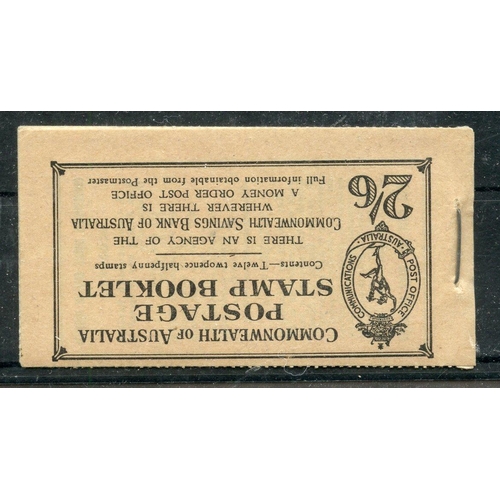 COMMONWEALTH OF AUSTRALIA
POSTAGE
STAMP BOOKLET
Contents—Twelve twopence halfpenny stamps
THERE IS AN AGENCY OF THE
COMMONWEALTH SAVINGS BANK OF AUSTRALIA
WHEREVER THERE IS
A MONEY ORDER POST OFFICE
Full information obtainable from the Postmaster
POST OFFICE
COMMUNICATIONS
AUSTRALIA
2/6